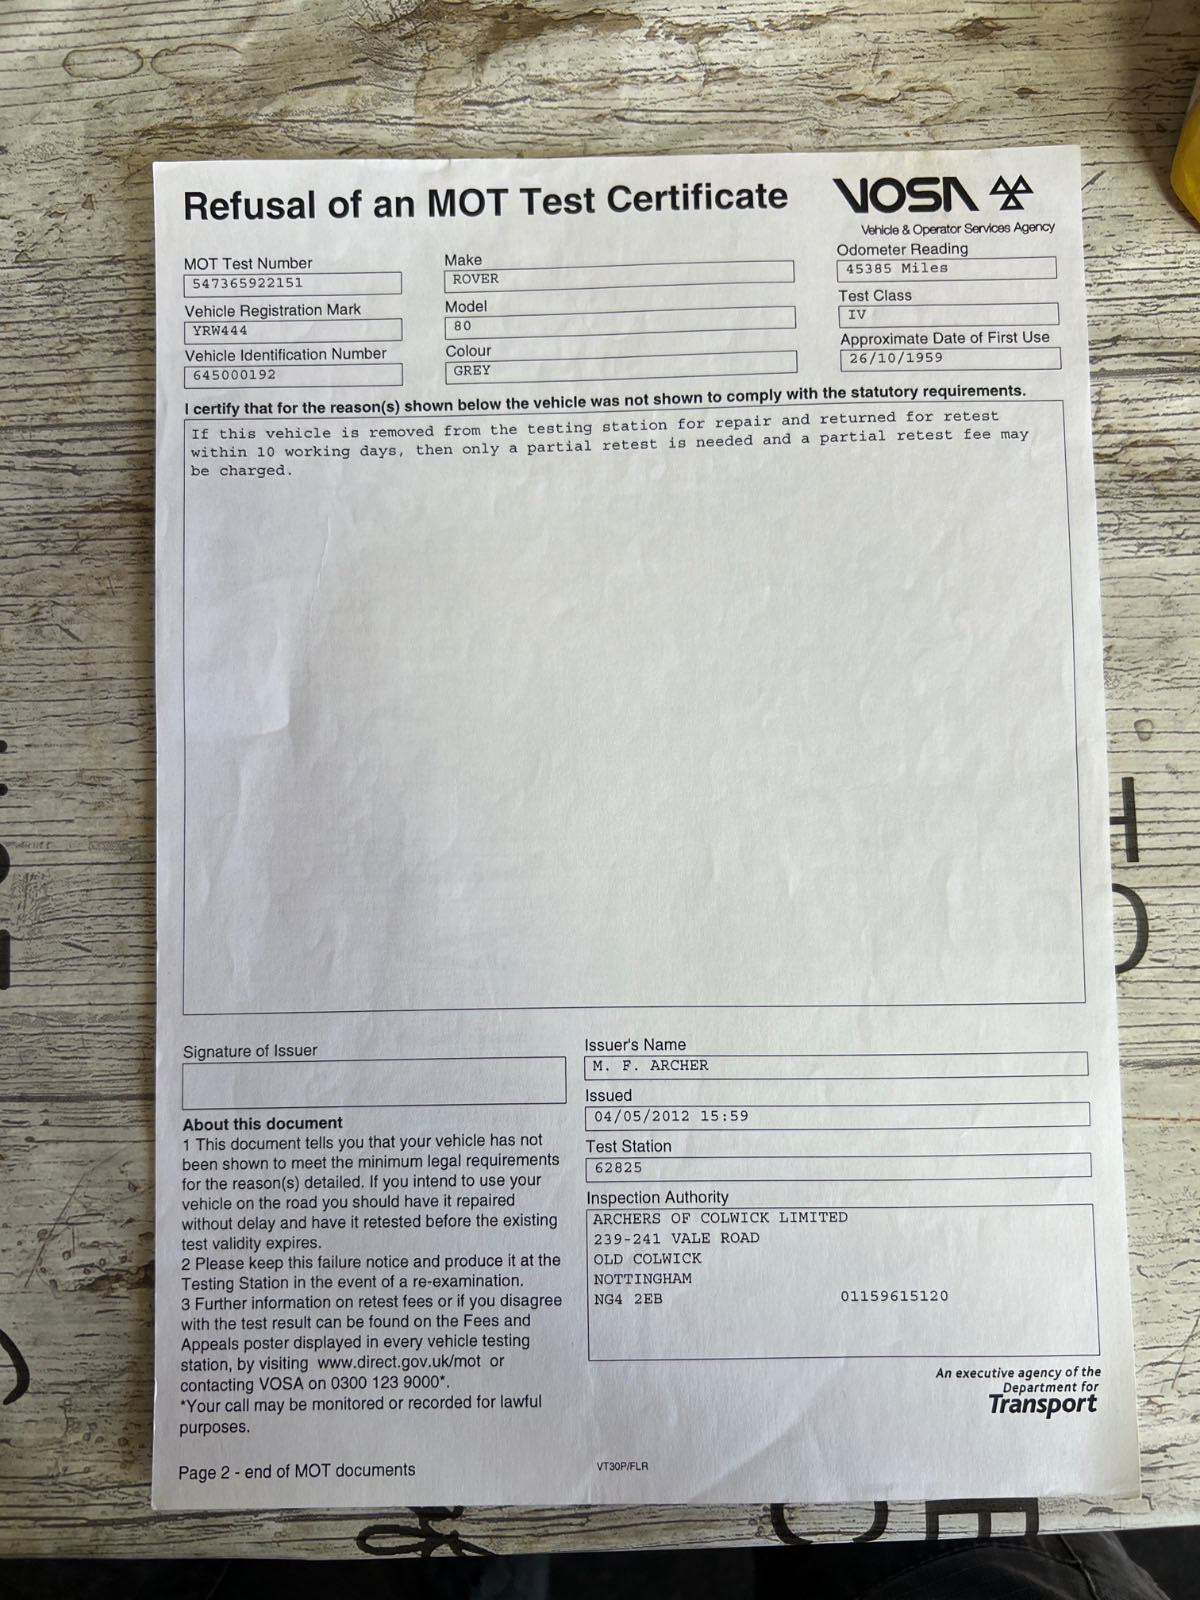 Refusal of an MOT Test Certificate
VOSA
Vehicle & Operator Services Agency
MOT Test Number
547365922151
Make
ROVER
Odometer Reading
45385 Miles
Vehicle Registration Mark
YRW444
Model
80
Test Class
IV
Vehicle Identification Number
645000192
Colour
GREY
Approximate Date of First Use
26/10/1959
I certify that for the reason(s) shown below the vehicle was not shown to comply with the statutory requirements.
If this vehicle is removed from the testing station for repair and returned for retest
within 10 working days, then only a partial retest is needed and a partial retest fee may
be charged.
Signature of Issuer
About this document
1 This document tells you that your vehicle has not
been shown to meet the minimum legal requirements
for the reason(s) detailed. If you intend to use your
vehicle on the road you should have it repaired
without delay and have it retested before the existing
test validity expires.
2 Please keep this failure notice and produce it at the
Testing Station in the event of a re-examination.
3 Further information on retest fees or if you disagree
with the test result can be found on the Fees and
Appeals poster displayed in every vehicle testing
station, by visiting www.direct.gov.uk/mot or
contacting VOSA on 0300 123 9000*.
*Your call may be monitored or recorded for lawful
purposes.
Issuer's Name
M. F. ARCHER
Issued
04/05/2012 15:59
Test Station
62825
Inspection Authority
ARCHERS OF COLWICK LIMITED
239-241 VALE ROAD
OLD COLWICK
NOTTINGHAM
NG4 2EB 01159615120
An executive agency of the
Department for
Transport
Page 2 - end of MOT documents
VT30P/FLR